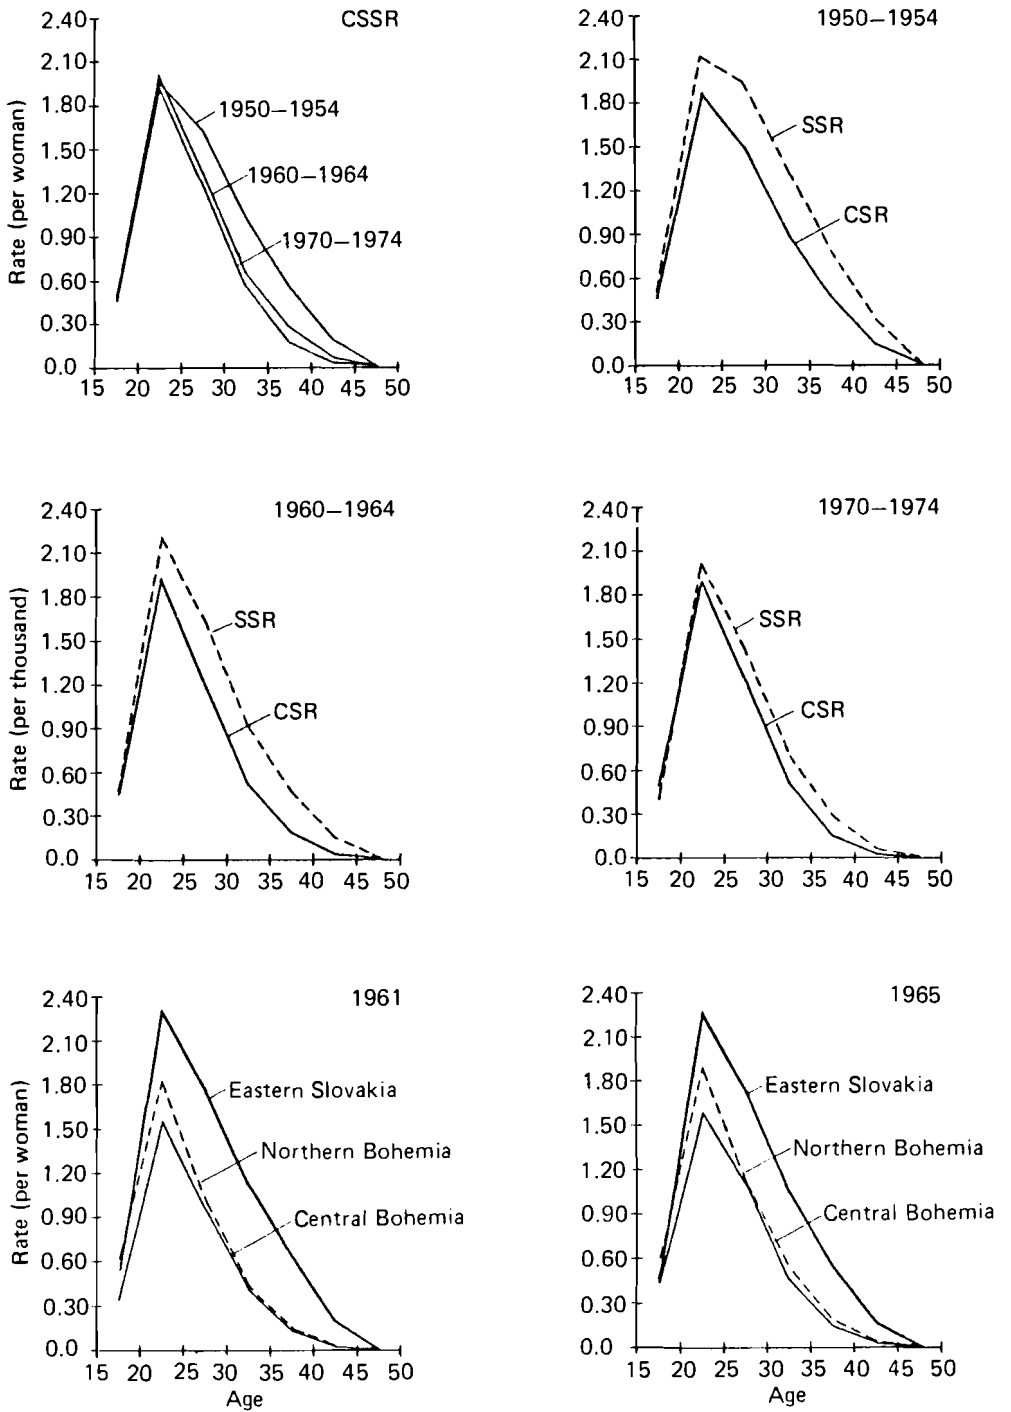 CSSR
Rate (per woman)
2.40
2.10
1.80
1.50
1.20
0.90
0.60
0.30
0.0
1950–1954
1960–1964
1970–1974
15 20 25 30 35 40 45 50
1950–1954
2.40
2.10
1.80
1.50
1.20
0.90
0.60
0.30
0.0
SSR
CSR
15 20 25 30 35 40 45 50
1960–1964
Rate (per thousand)
2.40
2.10
1.80
1.50
1.20
0.90
0.60
0.30
0.0
SSR
CSR
15 20 25 30 35 40 45 50
1970–1974
2.40
2.10
1.80
1.50
1.20
0.90
0.60
0.30
0.0
SSR
CSR
15 20 25 30 35 40 45 50
1961
Rate (per woman)
2.40
2.10
1.80
1.50
1.20
0.90
0.60
0.30
0.0
Eastern Slovakia
Northern Bohemia
Central Bohemia
15 20 25 30 35 40 45 50
Age
1965
2.40
2.10
1.80
1.50
1.20
0.90
0.60
0.30
0.0
Eastern Slovakia
Northern Bohemia
Central Bohemia
15 20 25 30 35 40 45 50
Age